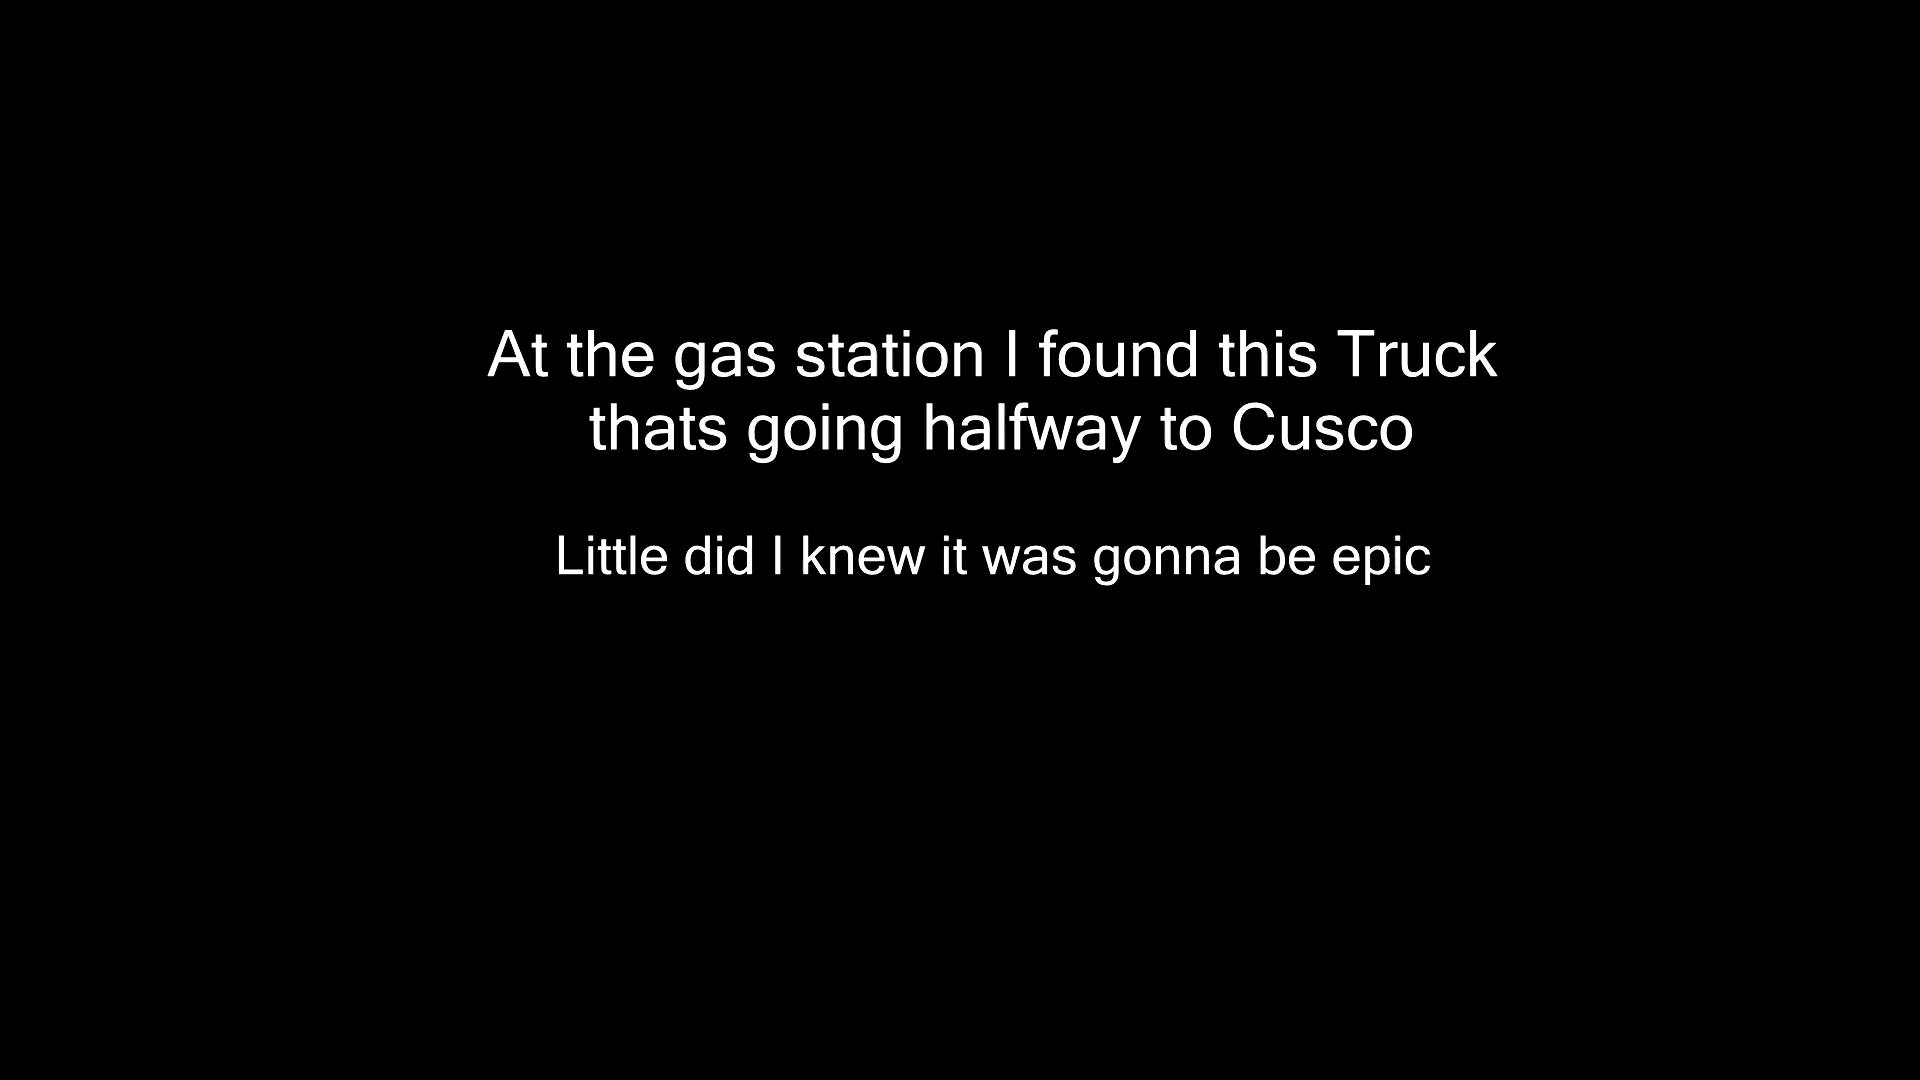 At the gas station I found this Truck
thats going halfway to Cusco
Little did I knew it was gonna be epic